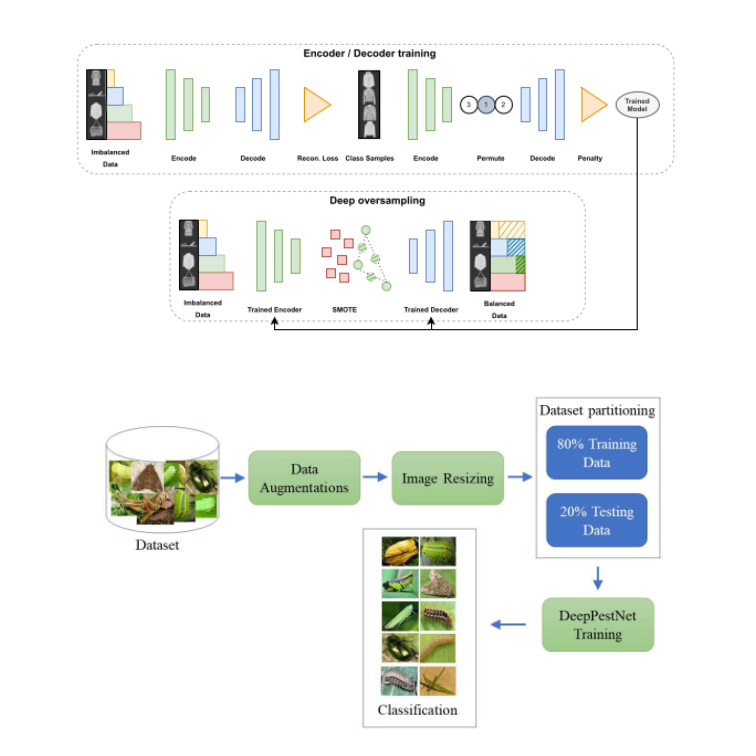 Encoder / Decoder training
Imbalanced
Data
Encode
Decode
Recon. Loss
Class Samples
Encode
3
1
2
Permute
Decode
Penalty
Trained
Model
Deep oversampling
Imbalanced
Data
Trained Encoder
SMOTE
Trained Decoder
Balanced
Data
Dataset
Data
Augmentations
Image Resizing
Dataset partitioning
80% Training
Data
20% Testing
Data
DeepPestNet
Training
Classification